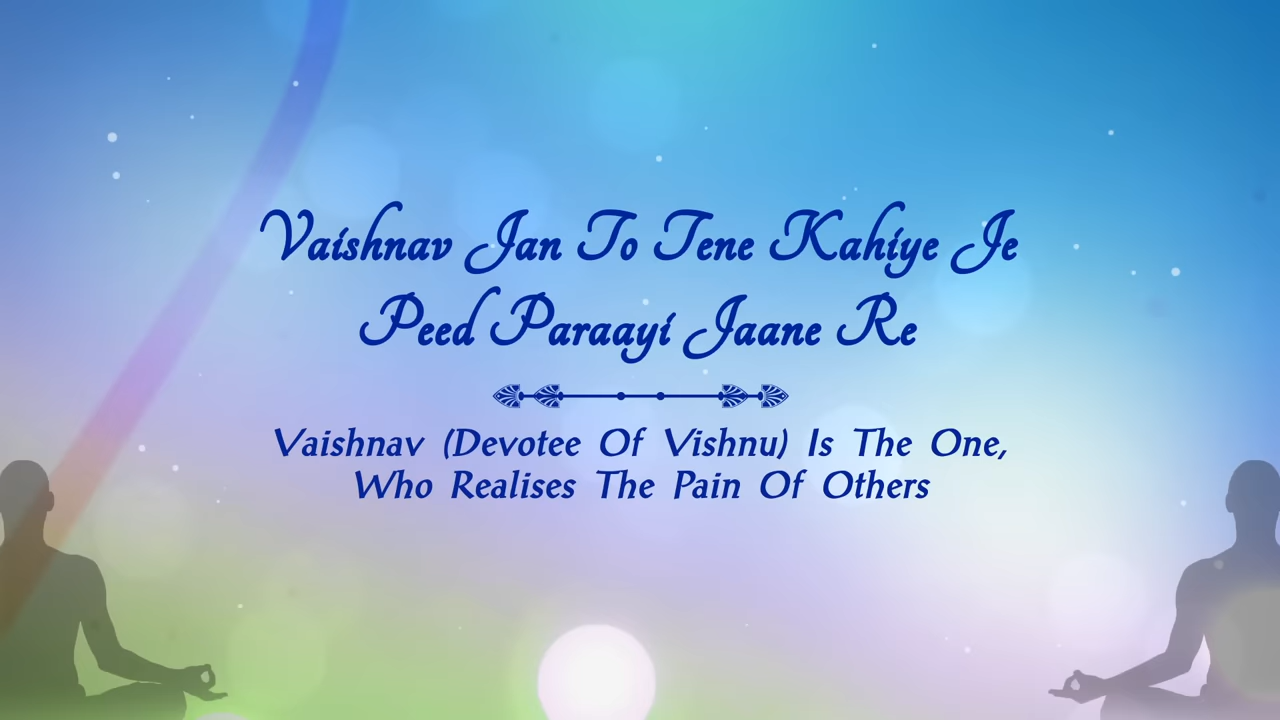 Vaishnav Jan To Tene Kahiye Je
Peed Paraayi Jaane Re
Vaishnav (Devotee Of Vishnu) Is The One,
Who Realises The Pain Of Others